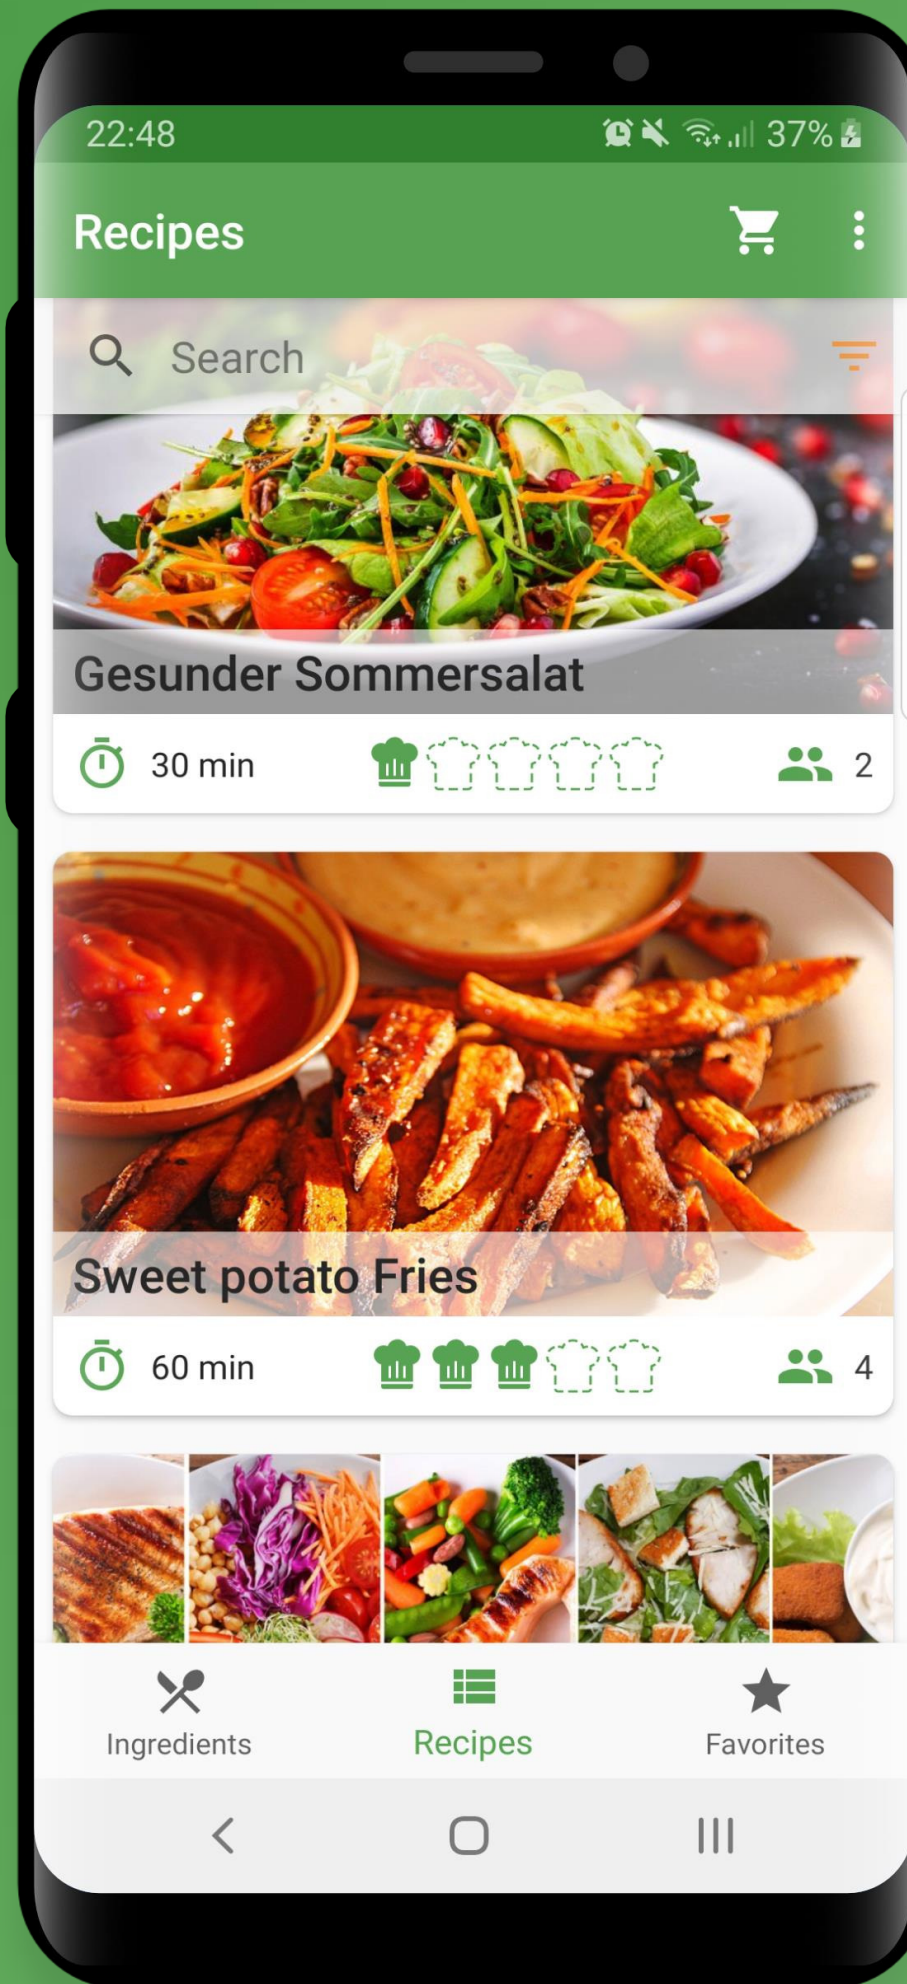 22:48
37%
Recipes
Search
Gesunder Sommersalat
30 min
2
Sweet potato Fries
60 min
4
Ingredients
Recipes
Favorites